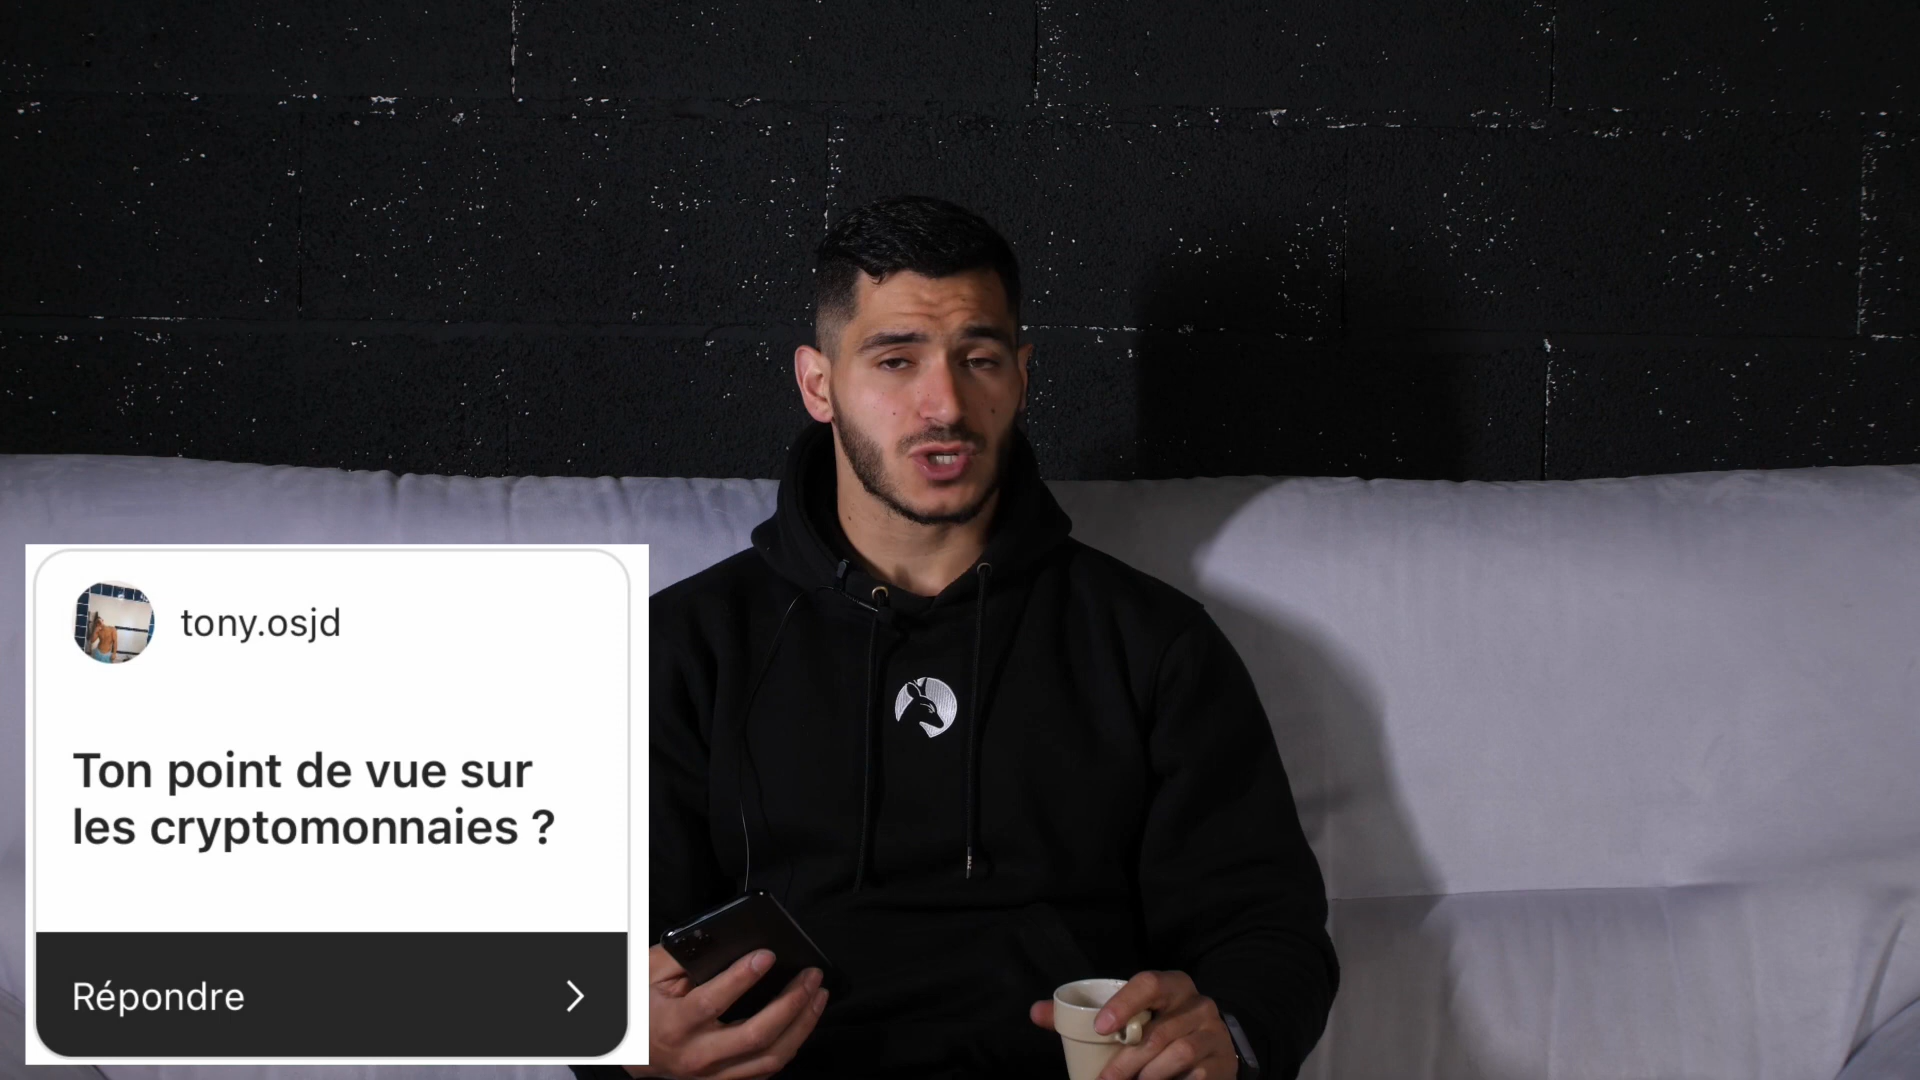 tony.osjd
Ton point de vue sur
les cryptomonnaies ?
Répondre